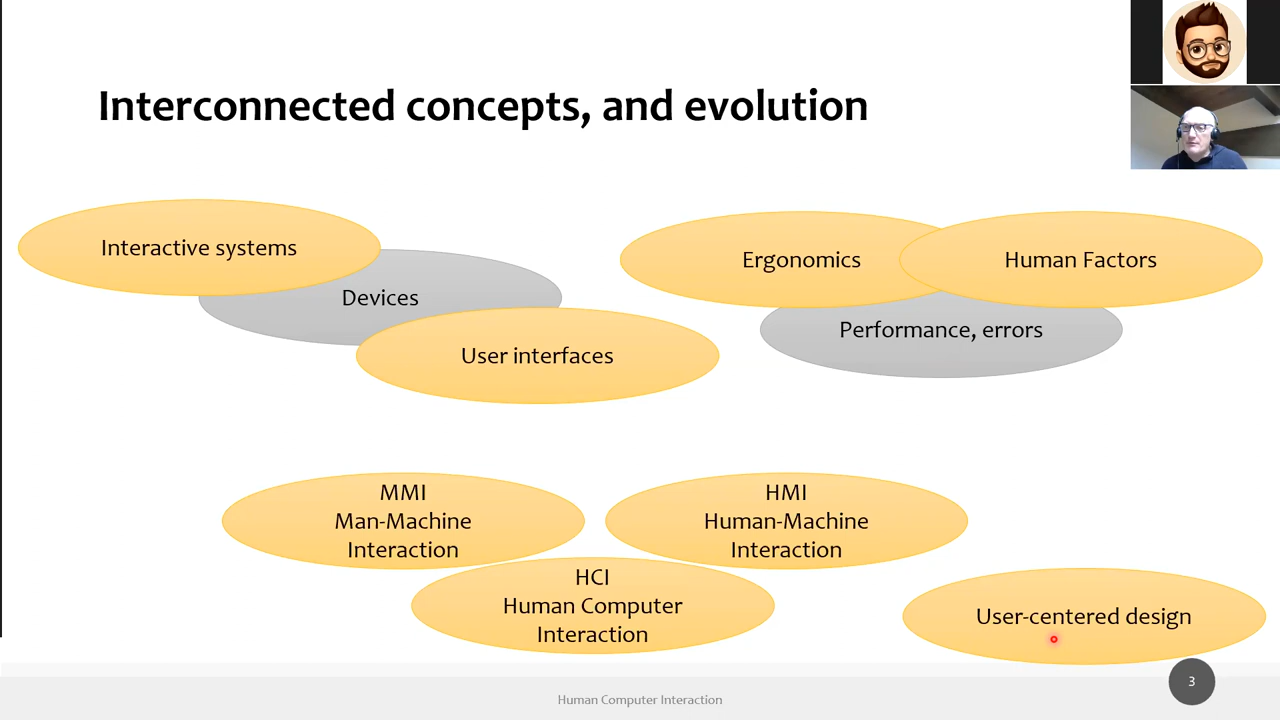 Interconnected concepts, and evolution
Interactive systems
Devices
User interfaces
Ergonomics
Human Factors
Performance, errors
MMI
Man-Machine
Interaction
HMI
Human-Machine
Interaction
HCI
Human Computer
Interaction
User-centered design
Human Computer Interaction
3